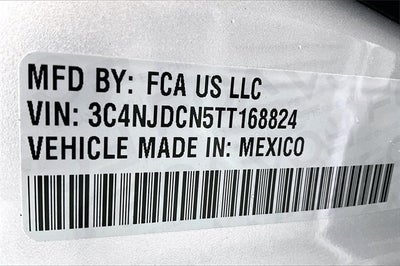 MFD BY: FCA US LLC
VIN: 3C4NJDCN5TT168824
VEHICLE MADE IN: MEXICO